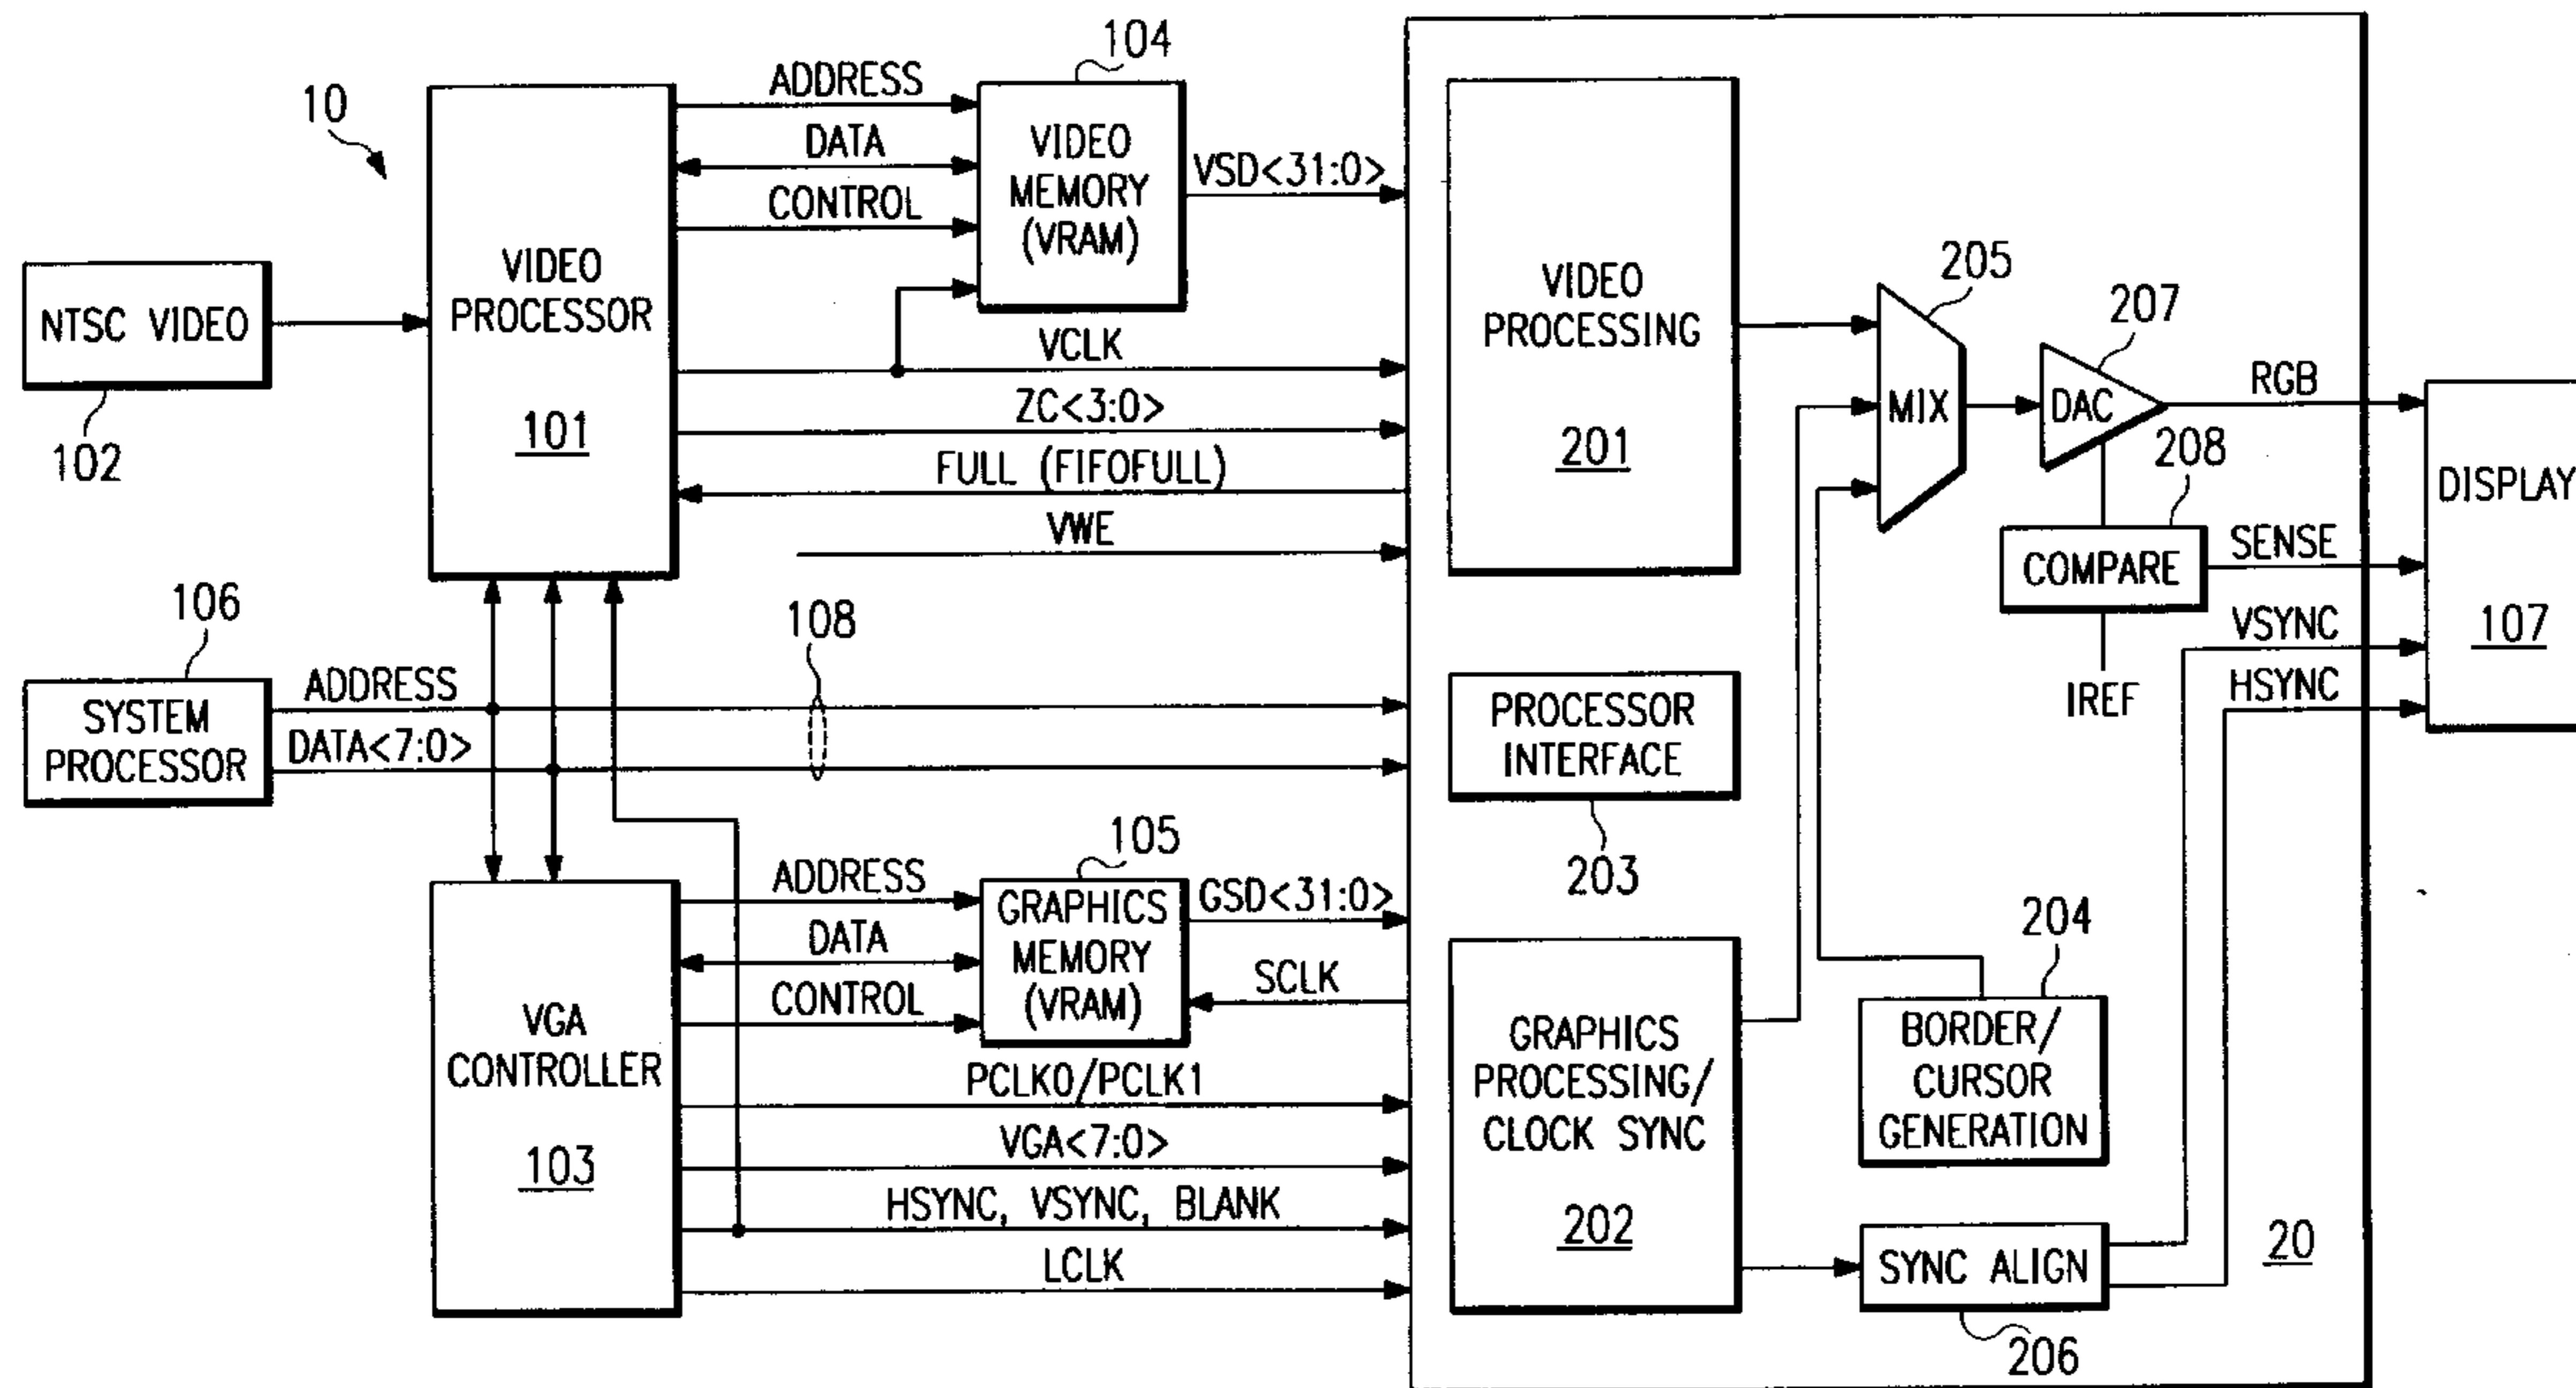 10
NTSC VIDEO
102
VIDEO
PROCESSOR
101
ADDRESS
DATA
CONTROL
104
VIDEO
MEMORY
(VRAM)
VSD<31:0>
VCLK
ZC<3:0>
FULL (FIFOFULL)
VWE
106
SYSTEM
PROCESSOR
ADDRESS
DATA<7:0>
108
VGA
CONTROLLER
103
ADDRESS
DATA
CONTROL
105
GRAPHICS
MEMORY
(VRAM)
GSD<31:0>
SCLK
PCLK0/PCLK1
VGA<7:0>
HSYNC, VSYNC, BLANK
LCLK
VIDEO
PROCESSING
201
PROCESSOR
INTERFACE
203
GRAPHICS
PROCESSING/
CLOCK SYNC
202
205
MIX
207
DAC
208
COMPARE
IREF
204
BORDER/
CURSOR
GENERATION
SYNC ALIGN
206
20
RGB
SENSE
VSYNC
HSYNC
DISPLAY
107